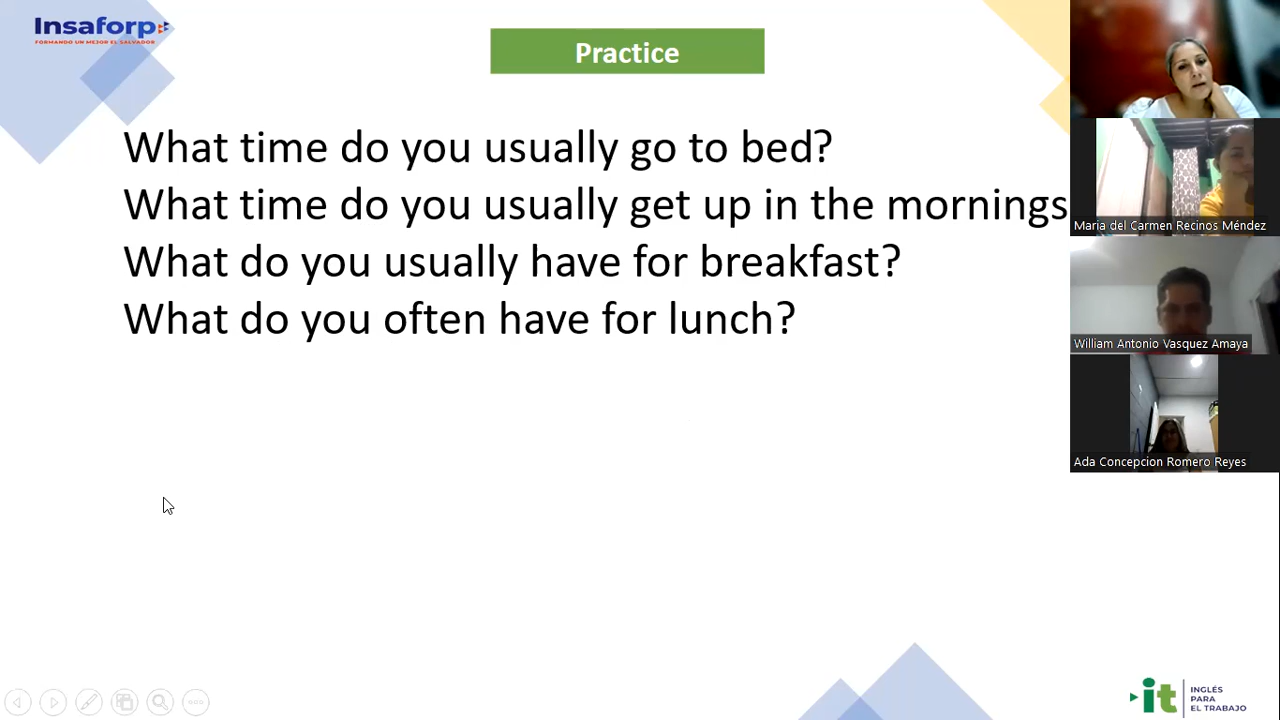 Insaforp
FORMANDO UN MEJOR EL SALVADOR
Practice
What time do you usually go to bed?
What time do you usually get up in the mornings
What do you usually have for breakfast?
What do you often have for lunch?
Maria del Carmen Recinos Méndez
William Antonio Vasquez Amaya
Ada Concepcion Romero Reyes
it
INGLÉS
PARA
EL TRABAJO